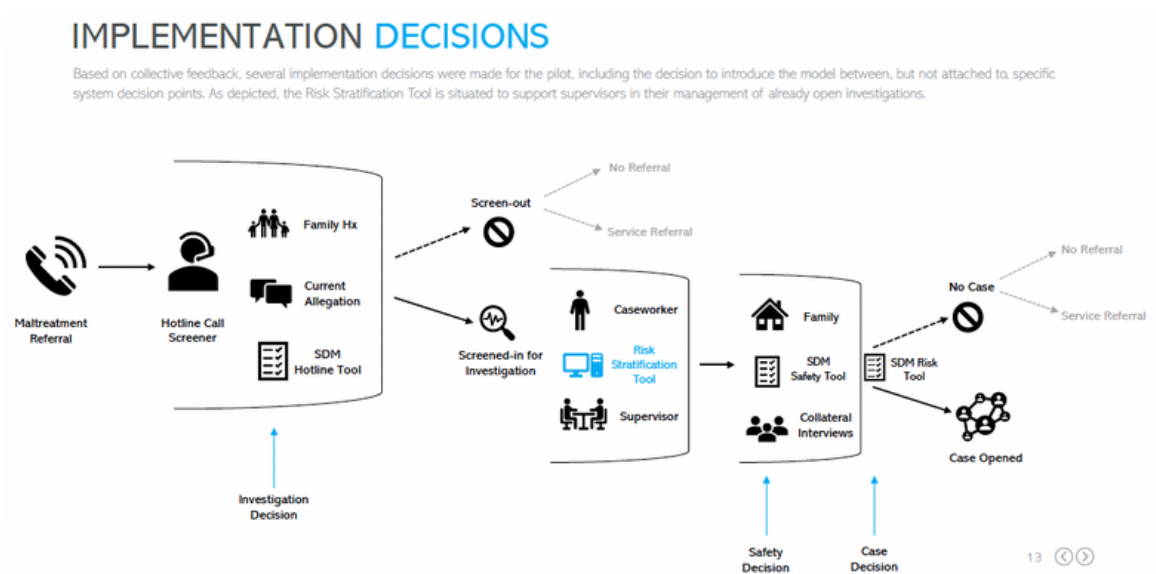 IMPLEMENTATION DECISIONS
Based on collective feedback, several implementation decisions were made for the pilot, including the decision to introduce the model between, but not attached to, specific
system decision points. As depicted, the Risk Stratification Tool is situated to support supervisors in their management of already open investigations.
Maltreatment
Referral
Hotline Call
Screener
Family Hx
Current
Allegation
SDM
Hotline Tool
Investigation
Decision
Screen-out
No Referral
Service Referral
Screened-in for
Investigation
Caseworker
Risk
Stratification
Tool
Supervisor
Family
SDM
Safety Tool
Collateral
Interviews
Safety
Decision
SDM Risk
Tool
Case
Decision
No Case
No Referral
Service Referral
Case Opened
13